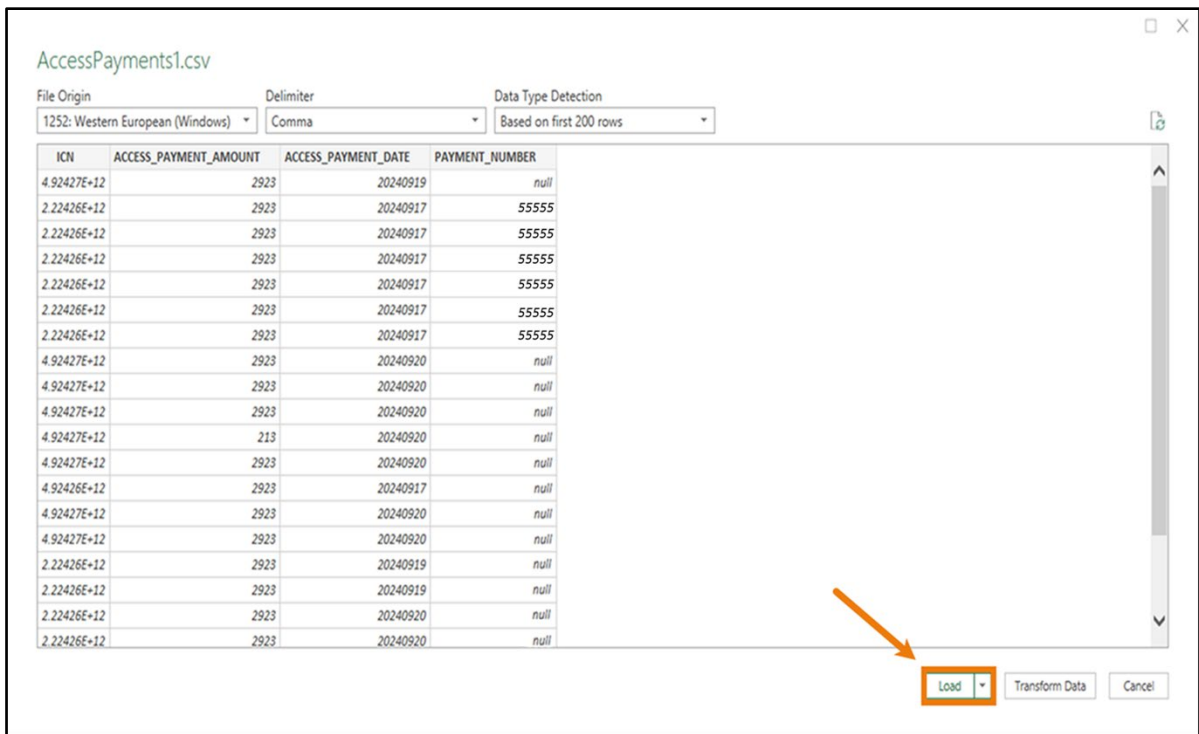 AccessPayments1.csv
File Origin Delimiter Data Type Detection
1252: Western European (Windows) Comma Based on first 200 rows
ICN ACCESS_PAYMENT_AMOUNT ACCESS_PAYMENT_DATE PAYMENT_NUMBER
4.92427E+12 2923 20240919 null
2.22426E+12 2923 20240917 55555
2.22426E+12 2923 20240917 55555
2.22426E+12 2923 20240917 55555
2.22426E+12 2923 20240917 55555
2.22426E+12 2923 20240917 55555
2.22426E+12 2923 20240917 55555
4.92427E+12 2923 20240920 null
4.92427E+12 2923 20240920 null
4.92427E+12 2923 20240920 null
4.92427E+12 213 20240920 null
4.92427E+12 2923 20240920 null
4.92426E+12 2923 20240917 null
4.92427E+12 2923 20240920 null
4.92427E+12 2923 20240920 null
2.22426E+12 2923 20240919 null
2.22426E+12 2923 20240919 null
2.22426E+12 2923 20240920 null
2.22426E+12 2923 20240920 null
Load Transform Data Cancel